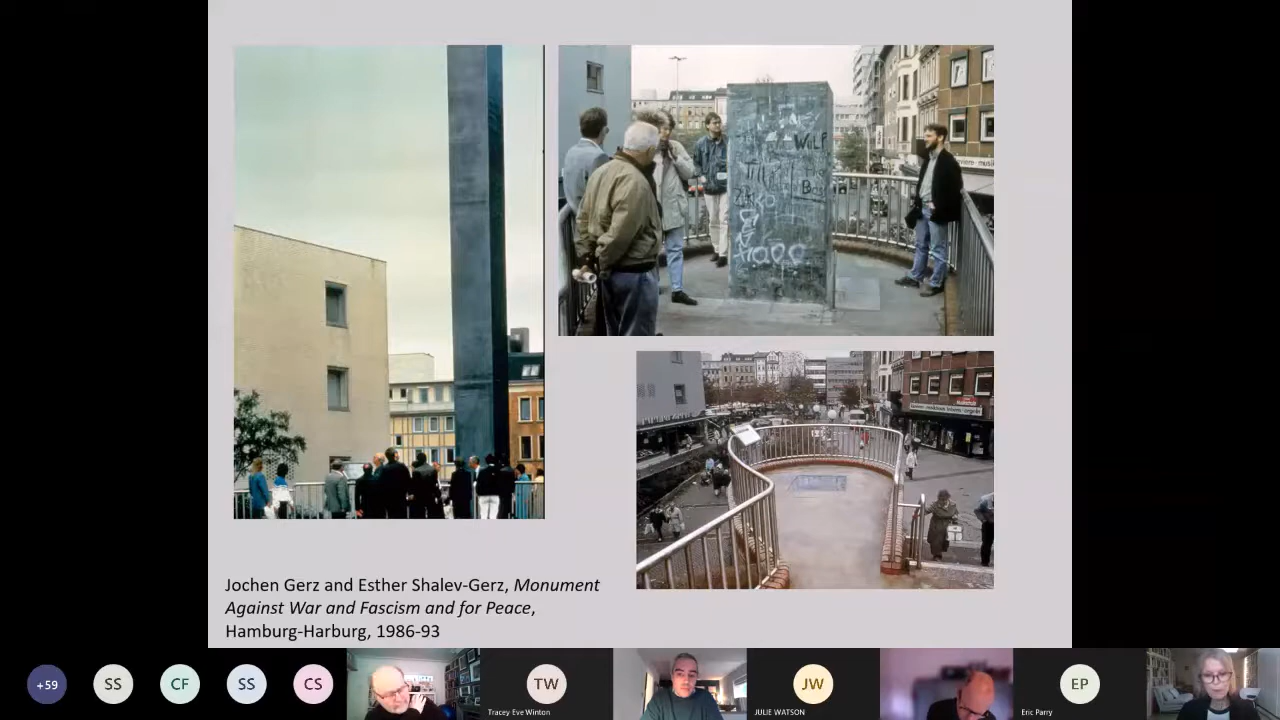 WULF
Jochen Gerz and Esther Shalev-Gerz, Monument
Against War and Fascism and for Peace,
Hamburg-Harburg, 1986-93
+59
SS
CF
SS
CS
TW
Tracey Eve Winton
JW
JULIE WATSON
EP
Eric Parry